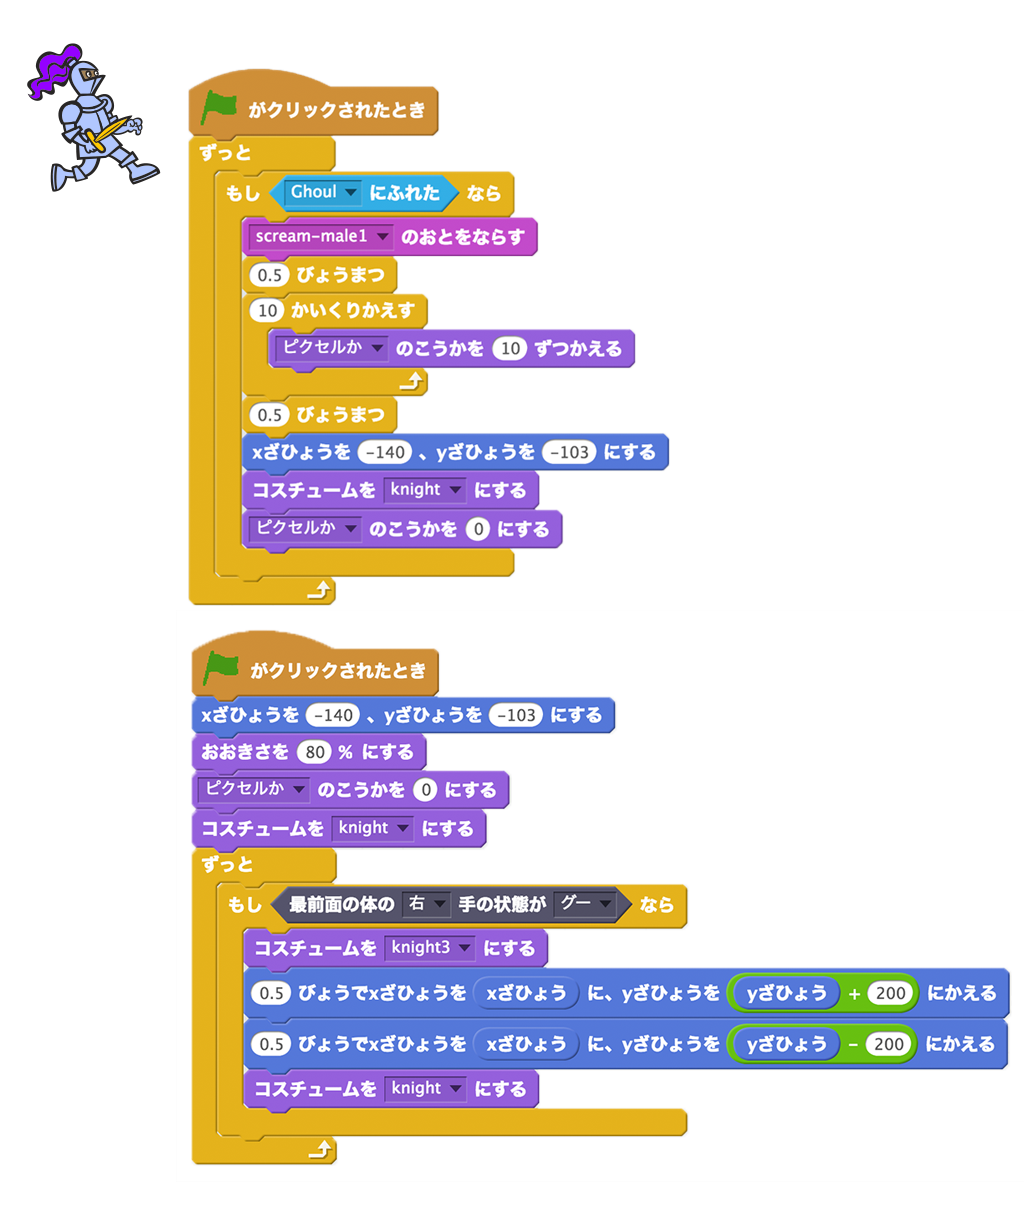 がクリックされたとき
ずっと
もし Ghoul にふれた なら
scream-male1 のおとをならす
0.5 びょうまつ
10 かいくりかえす
ピクセルか のこうかを 10 ずつかえる
0.5 びょうまつ
xざひょうを -140 、yざひょうを -103 にする
コスチュームを knight にする
ピクセルか のこうかを 0 にする
がクリックされたとき
xざひょうを -140 、yざひょうを -103 にする
おおきさを 80 % にする
ピクセルか のこうかを 0 にする
コスチュームを knight にする
ずっと
もし 最前面の体の 右 手の状態が グー なら
コスチュームを knight3 にする
0.5 びょうでxざひょうを xざひょう に、yざひょうを yざひょう + 200 にかえる
0.5 びょうでxざひょうを xざひょう に、yざひょうを yざひょう - 200 にかえる
コスチュームを knight にする